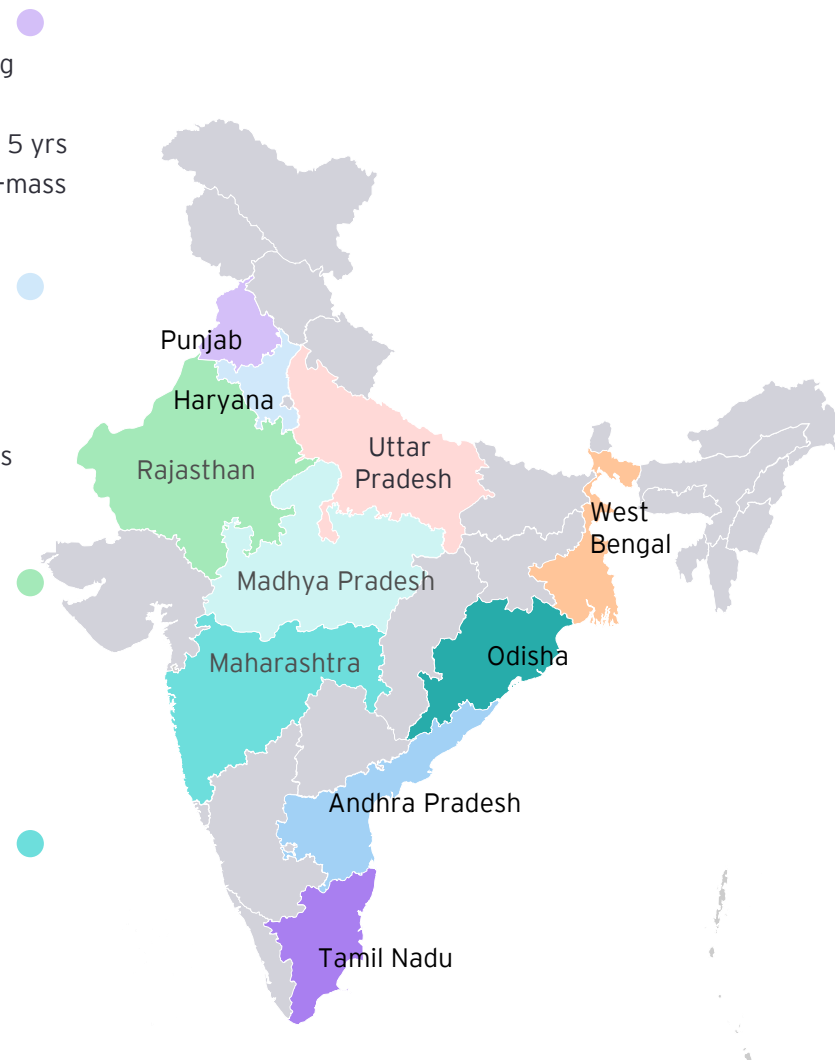 g
5 yrs
-mass
Punjab
Haryana
s
Uttar
Pradesh
Rajasthan
West
Bengal
Madhya Pradesh
Odisha
Maharashtra
Andhra Pradesh
Tamil Nadu